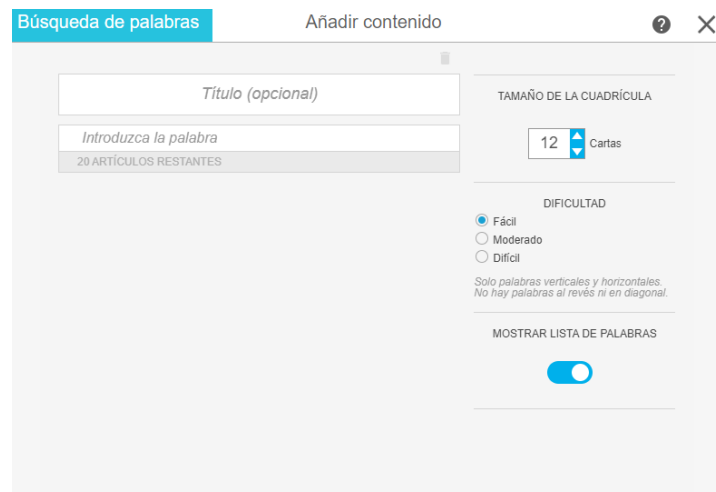 Búsqueda de palabras
Añadir contenido
?
Título (opcional)
Introduzca la palabra
20 ARTÍCULOS RESTANTES
TAMAÑO DE LA CUADRÍCULA
12 Cartas
DIFICULTAD
Fácil
Moderado
Difícil
Solo palabras verticales y horizontales.
No hay palabras al revés ni en diagonal.
MOSTRAR LISTA DE PALABRAS